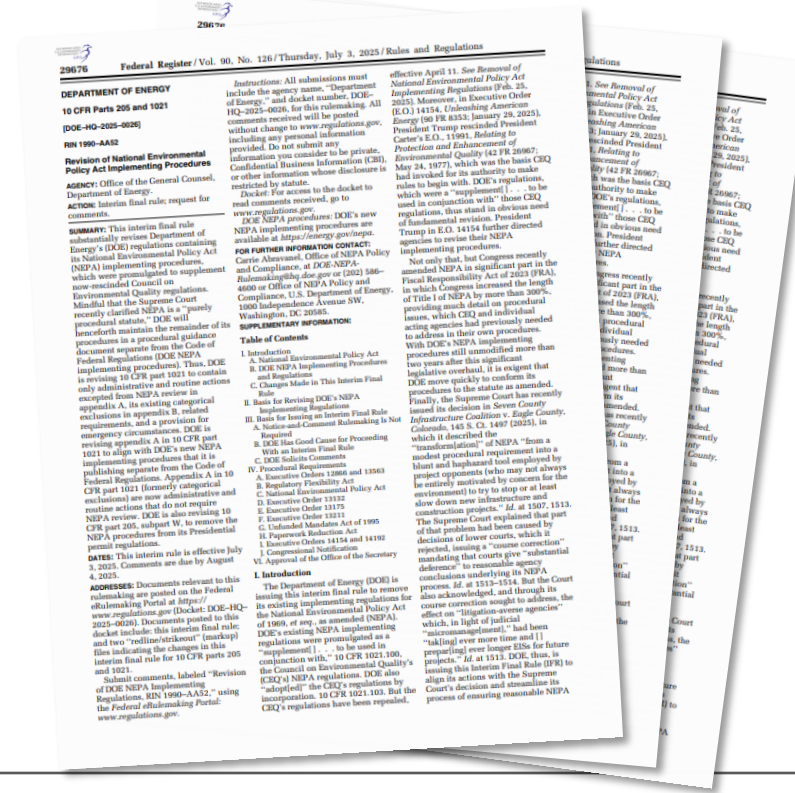 29676
29676
Federal Register / Vol. 90, No. 126 / Thursday, July 3, 2025 / Rules and Regulations
DEPARTMENT OF ENERGY
10 CFR Parts 205 and 1021
[DOE–HQ–2025–0026]
RIN 1990–AA52
Revision of National Environmental
Policy Act Implementing Procedures
AGENCY: Office of the General Counsel,
Department of Energy.
ACTION: Interim final rule; request for
comments.
SUMMARY: This interim final rule
substantially revises Department of
Energy's (DOE) regulations containing
its National Environmental Policy Act
(NEPA) implementing procedures,
which were promulgated to supplement
now-rescinded Council on
Environmental Quality regulations.
Mindful that the Supreme Court
recently clarified NEPA is a "purely
procedural statute," DOE will
henceforth maintain the remainder of its
procedures in a procedural guidance
document separate from the Code of
Federal Regulations (DOE NEPA
implementing procedures). Thus, DOE
is revising 10 CFR part 1021 to contain
only administrative and routine actions
excepted from NEPA review in
appendix A, its existing categorical
exclusions in appendix B, related
requirements, and a provision for
emergency circumstances. DOE is
revising appendix A in 10 CFR part
1021 to align with DOE's new NEPA
implementing procedures that it is
publishing separate from the Code of
Federal Regulations. Appendix A in 10
CFR part 1021 (formerly categorical
exclusions) are now administrative and
routine actions that do not require
NEPA review. DOE is also revising 10
CFR part 205, subpart W, to remove the
NEPA procedures from its Presidential
permit regulations.
DATES: This interim rule is effective July
3, 2025. Comments are due by August
4, 2025.
ADDRESSES: Documents relevant to this
rulemaking are posted on the Federal
eRulemaking Portal at https://
www.regulations.gov (Docket: DOE–HQ–
2025–0026). Documents posted to this
docket include: this interim final rule;
and two "redline/strikeout" (markup)
files indicating the changes in this
interim final rule for 10 CFR parts 205
and 1021.
Submit comments, labeled "Revision
of DOE NEPA Implementing
Regulations, RIN 1990–AA52," using
the Federal eRulemaking Portal:
www.regulations.gov.
Instructions: All submissions must
include the agency name, "Department
of Energy," and docket number, DOE–
HQ–2025–0026, for this rulemaking. All
comments received will be posted
without change to www.regulations.gov,
including any personal information
provided. Do not submit any
information you consider to be private,
Confidential Business Information (CBI),
or other information whose disclosure is
restricted by statute.
Docket: For access to the docket to
read comments received, go to
www.regulations.gov.
DOE NEPA procedures: DOE's new
NEPA implementing procedures are
available at https://energy.gov/nepa.
FOR FURTHER INFORMATION CONTACT:
Carrie Abravanel, Office of NEPA Policy
and Compliance, at DOE-NEPA-
Rulemaking@hq.doe.gov or (202) 586–
4600 or Office of NEPA Policy and
Compliance, U.S. Department of Energy,
1000 Independence Avenue SW,
Washington, DC 20585.
SUPPLEMENTARY INFORMATION:
Table of Contents
I. Introduction
A. National Environmental Policy Act
B. DOE NEPA Implementing Procedures
and Regulations
C. Changes Made in This Interim Final
Rule
II. Basis for Revising DOE's NEPA
Implementing Regulations
III. Basis for Issuing an Interim Final Rule
A. Notice-and-Comment Rulemaking Is Not
Required
B. DOE Has Good Cause for Proceeding
With an Interim Final Rule
C. DOE Solicits Comments
IV. Procedural Requirements
A. Executive Orders 12866 and 13563
B. Regulatory Flexibility Act
C. National Environmental Policy Act
D. Executive Order 13132
E. Executive Order 13175
F. Executive Order 13211
G. Unfunded Mandates Act of 1995
H. Paperwork Reduction Act
I. Executive Orders 14154 and 14192
J. Congressional Notification
VI. Approval of the Office of the Secretary
I. Introduction
The Department of Energy (DOE) is
issuing this interim final rule to remove
its existing implementing regulations for
the National Environmental Policy Act
of 1969, et seq., as amended (NEPA).
DOE's existing NEPA implementing
regulations were promulgated as a
"supplement[] . . . to be used in
conjunction with," 10 CFR 1021.100,
the Council on Environmental Quality's
(CEQ's) NEPA regulations. DOE also
"adopt[ed]" the CEQ's regulations by
incorporation. 10 CFR 1021.103. But the
CEQ's regulations have been repealed,
effective April 11. See Removal of
National Environmental Policy Act
Implementing Regulations (Feb. 25,
2025). Moreover, in Executive Order
(E.O.) 14154, Unleashing American
Energy (90 FR 8353; January 29, 2025),
President Trump rescinded President
Carter's E.O., 11991, Relating to
Protection and Enhancement of
Environmental Quality (42 FR 26967;
May 24, 1977), which was the basis CEQ
had invoked for its authority to make
rules to begin with. DOE's regulations,
which were a "supplement[] . . . to be
used in conjunction with" those CEQ
regulations, thus stand in obvious need
of fundamental revision. President
Trump in E.O. 14154 further directed
agencies to revise their NEPA
implementing procedures.
Not only that, but Congress recently
amended NEPA in significant part in the
Fiscal Responsibility Act of 2023 (FRA),
in which Congress increased the length
of Title I of NEPA by more than 300%,
providing much detail on procedural
issues, which CEQ and individual
acting agencies had previously needed
to address in their own procedures.
With DOE's NEPA implementing
procedures still unmodified more than
two years after this significant
legislative overhaul, it is exigent that
DOE move quickly to conform its
procedures to the statute as amended.
Finally, the Supreme Court has recently
issued its decision in Seven County
Infrastructure Coalition v. Eagle County,
Colorado, 145 S. Ct. 1497 (2025), in
which it described the
"transform[ation]" of NEPA "from a
modest procedural requirement into a
blunt and haphazard tool employed by
project opponents (who may not always
be entirely motivated by concern for the
environment) to try to stop or at least
slow down new infrastructure and
construction projects." Id. at 1507, 1513.
The Supreme Court explained that part
of that problem had been caused by
decisions of lower courts, which it
rejected, issuing a "course correction"
mandating that courts give "substantial
deference" to reasonable agency
conclusions underlying its NEPA
process. Id. at 1513–1514. But the Court
also acknowledged, and through its
course correction sought to address, the
effect on "litigation-averse agencies"
which, in light of judicial
"micromanage[ment]," had been
"tak[ing] ever more time and []
prepar[ing] ever longer EISs for future
projects." Id. at 1513. DOE, thus, is
issuing this Interim Final Rule (IFR) to
align its actions with the Supreme
Court's decision and streamline its
process of ensuring reasonable NEPA